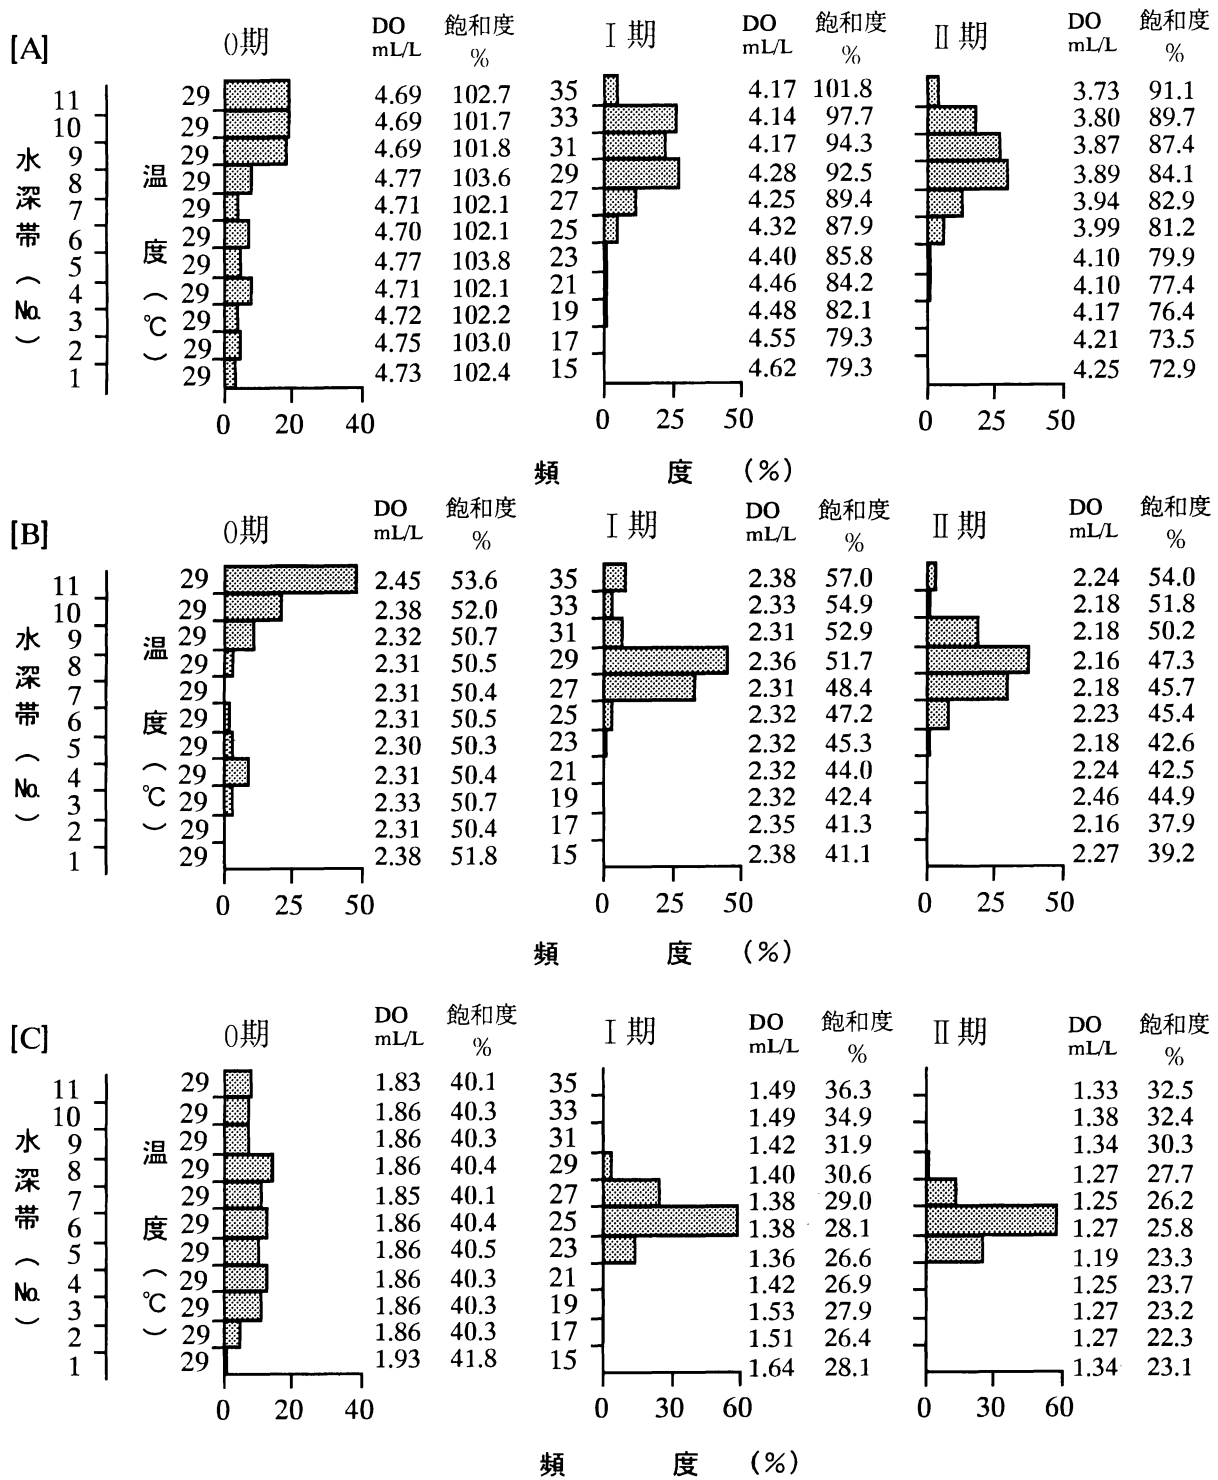 [A] 0期 DO 飽和度 Ⅰ期 DO 飽和度 Ⅱ期 DO 飽和度
mL/L % mL/L % mL/L %
11 29 4.69 102.7 35 4.17 101.8 3.73 91.1
10 29 4.69 101.7 33 4.14 97.7 3.80 89.7
9 29 4.69 101.8 31 4.17 94.3 3.87 87.4
8 29 4.77 103.6 29 4.28 92.5 3.89 84.1
7 29 4.71 102.1 27 4.25 89.4 3.94 82.9
6 29 4.70 102.1 25 4.32 87.9 3.99 81.2
5 29 4.77 103.8 23 4.40 85.8 4.10 79.9
4 29 4.71 102.1 21 4.46 84.2 4.10 77.4
3 29 4.72 102.2 19 4.48 82.1 4.17 76.4
2 29 4.75 103.0 17 4.55 79.3 4.21 73.5
1 29 4.73 102.4 15 4.62 79.3 4.25 72.9
水深帯(No.)
温度(℃)
0 20 40 0 25 50 0 25 50
頻度(%)
[B] 0期 DO 飽和度 Ⅰ期 DO 飽和度 Ⅱ期 DO 飽和度
mL/L % mL/L % mL/L %
11 29 2.45 53.6 35 2.38 57.0 2.24 54.0
10 29 2.38 52.0 33 2.33 54.9 2.18 51.8
9 29 2.32 50.7 31 2.31 52.9 2.18 50.2
8 29 2.31 50.5 29 2.36 51.7 2.16 47.3
7 29 2.31 50.4 27 2.31 48.4 2.18 45.7
6 29 2.31 50.5 25 2.32 47.2 2.23 45.4
5 29 2.30 50.3 23 2.32 45.3 2.18 42.6
4 29 2.31 50.4 21 2.32 44.0 2.24 42.5
3 29 2.33 50.7 19 2.32 42.4 2.46 44.9
2 29 2.31 50.4 17 2.35 41.3 2.16 37.9
1 29 2.38 51.8 15 2.38 41.1 2.27 39.2
水深帯(No.)
温度(℃)
0 25 50 0 25 50 0 25 50
頻度(%)
[C] 0期 DO 飽和度 Ⅰ期 DO 飽和度 Ⅱ期 DO 飽和度
mL/L % mL/L % mL/L %
11 29 1.83 40.1 35 1.49 36.3 1.33 32.5
10 29 1.86 40.3 33 1.49 34.9 1.38 32.4
9 29 1.86 40.3 31 1.42 31.9 1.34 30.3
8 29 1.86 40.4 29 1.40 30.6 1.27 27.7
7 29 1.85 40.1 27 1.38 29.0 1.25 26.2
6 29 1.86 40.4 25 1.38 28.1 1.27 25.8
5 29 1.86 40.5 23 1.36 26.6 1.19 23.3
4 29 1.86 40.3 21 1.42 26.9 1.25 23.7
3 29 1.86 40.3 19 1.53 27.9 1.27 23.2
2 29 1.86 40.3 17 1.51 26.4 1.27 22.3
1 29 1.93 41.8 15 1.64 28.1 1.34 23.1
水深帯(No.)
温度(℃)
0 20 40 0 30 60 0 30 60
頻度(%)